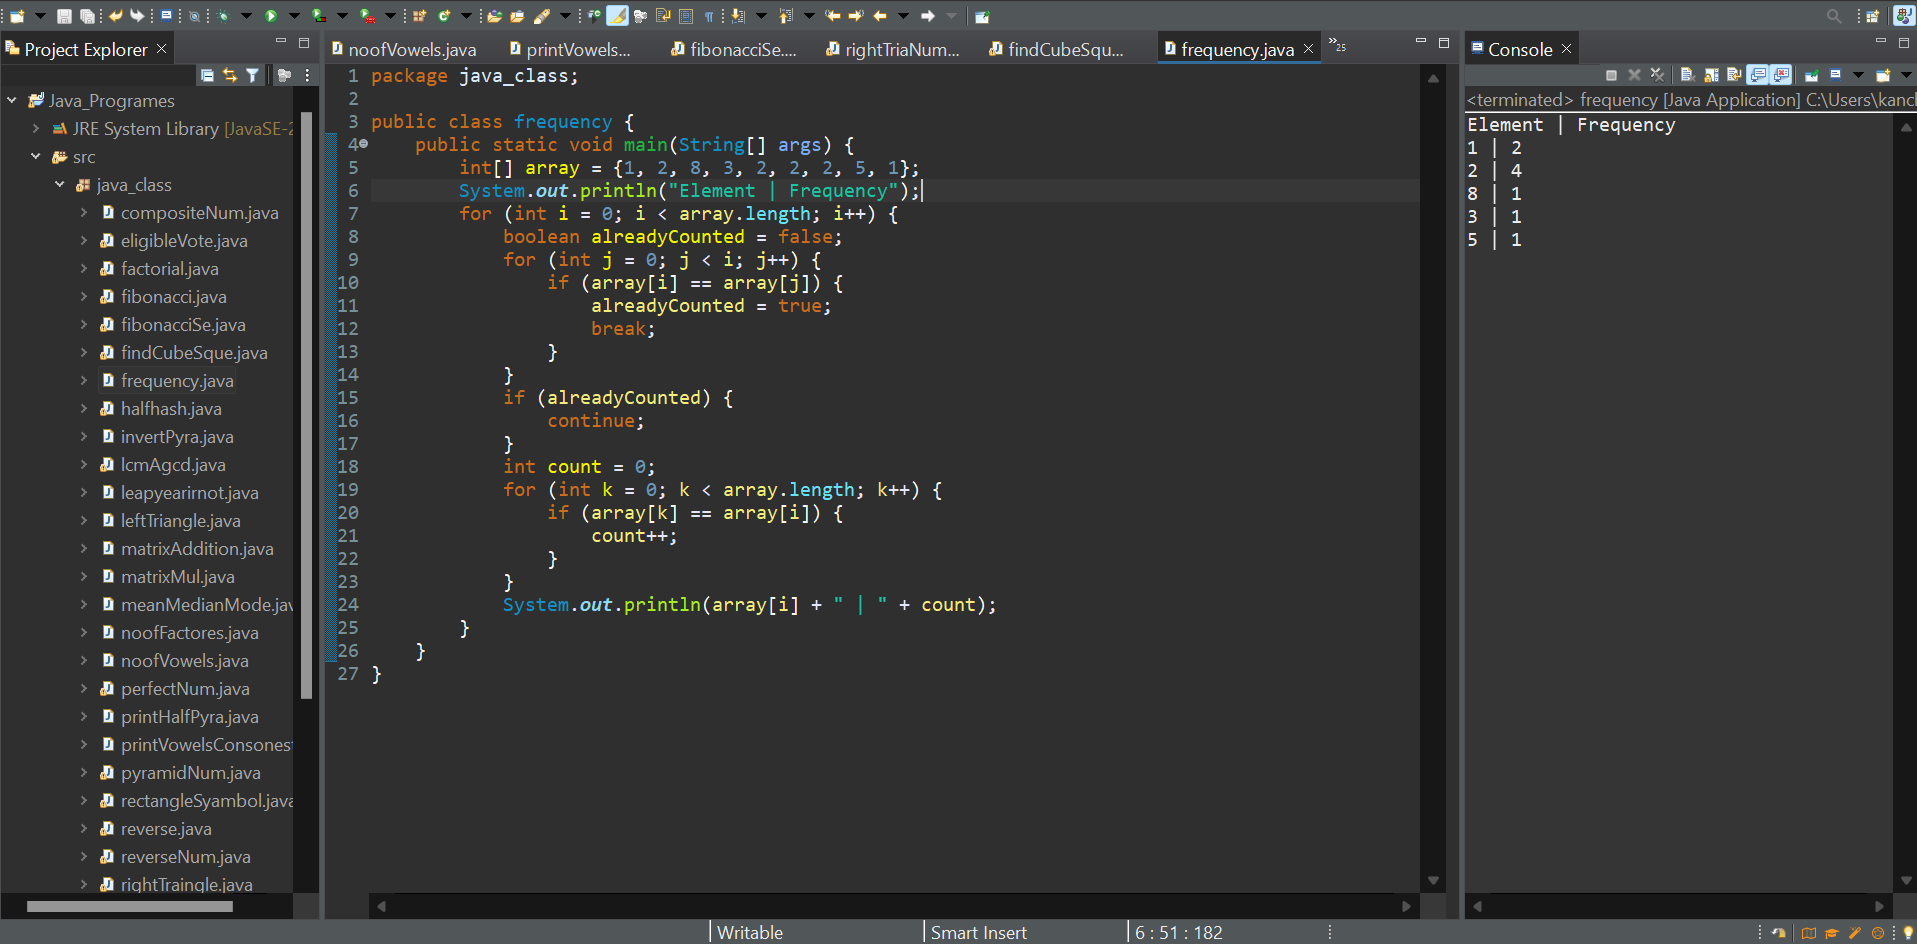 Project Explorer
Java_Programes
JRE System Library [JavaSE-2
src
java_class
compositeNum.java
eligibleVote.java
factorial.java
fibonacci.java
fibonacciSe.java
findCubeSque.java
frequency.java
halfhash.java
invertPyra.java
lcmAgcd.java
leapyearirnot.java
leftTriangle.java
matrixAddition.java
matrixMul.java
meanMedianMode.jav
noofFactores.java
noofVowels.java
perfectNum.java
printHalfPyra.java
printVowelsConsones
pyramidNum.java
rectangleSyambol.java
reverse.java
reverseNum.java
rightTraingle.java
noofVowels.java printVowels... fibonacciSe.... rightTriaNum... findCubeSqu... frequency.java »25
1 package java_class;
2
3 public class frequency {
4     public static void main(String[] args) {
5         int[] array = {1, 2, 8, 3, 2, 2, 2, 5, 1};
6         System.out.println("Element | Frequency");
7         for (int i = 0; i < array.length; i++) {
8             boolean alreadyCounted = false;
9             for (int j = 0; j < i; j++) {
10                 if (array[i] == array[j]) {
11                     alreadyCounted = true;
12                     break;
13                 }
14             }
15             if (alreadyCounted) {
16                 continue;
17             }
18             int count = 0;
19             for (int k = 0; k < array.length; k++) {
20                 if (array[k] == array[i]) {
21                     count++;
22                 }
23             }
24             System.out.println(array[i] + " | " + count);
25         }
26     }
27 }
Console
<terminated> frequency [Java Application] C:\Users\kancl
Element | Frequency
1 | 2
2 | 4
8 | 1
3 | 1
5 | 1
Writable Smart Insert 6 : 51 : 182